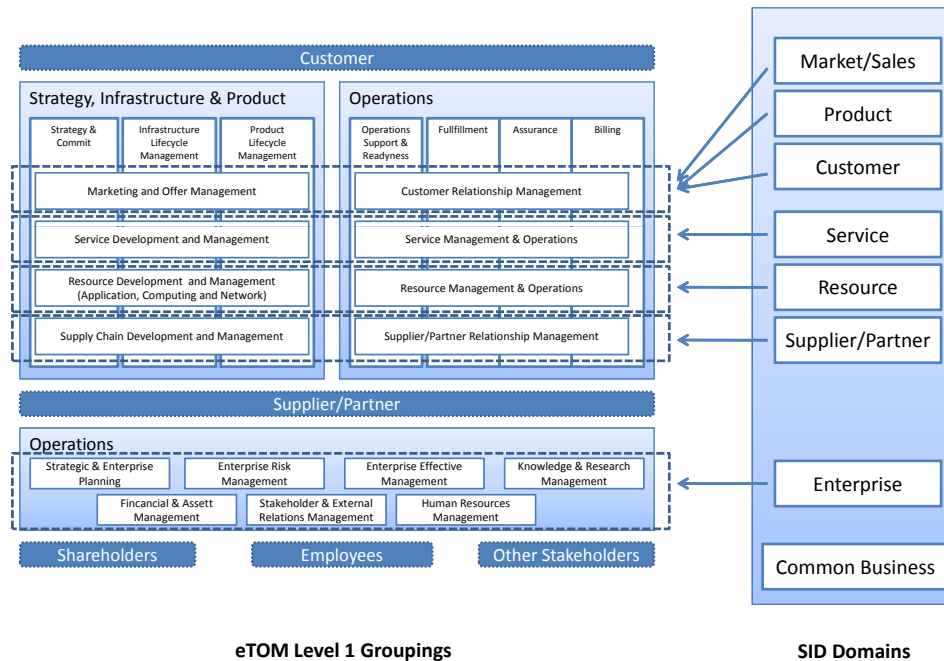 Customer
Strategy, Infrastructure & Product
Strategy &
Commit
Infrastructure
Lifecycle
Management
Product
Lifecycle
Management
Operations
Operations
Support &
Readyness
Fullfillment
Assurance
Billing
Marketing and Offer Management
Customer Relationship Management
Service Development and Management
Service Management & Operations
Resource Development and Management
(Application, Computing and Network)
Resource Management & Operations
Supply Chain Development and Management
Supplier/Partner Relationship Management
Supplier/Partner
Operations
Strategic & Enterprise
Planning
Enterprise Risk
Management
Enterprise Effective
Management
Knowledge & Research
Management
Fincancial & Assett
Management
Stakeholder & External
Relations Management
Human Resources
Management
Shareholders
Employees
Other Stakeholders
eTOM Level 1 Groupings
Market/Sales
Product
Customer
Service
Resource
Supplier/Partner
Enterprise
Common Business
SID Domains